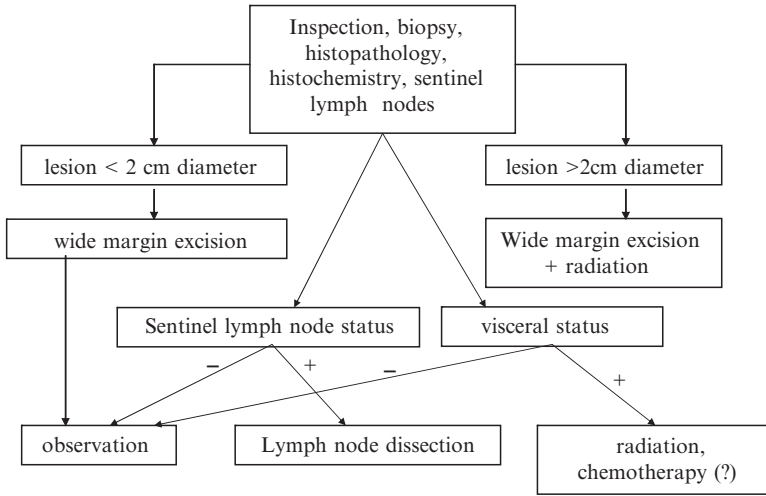 Inspection, biopsy,
histopathology,
histochemistry, sentinel
lymph nodes
lesion < 2 cm diameter
lesion >2cm diameter
wide margin excision
Wide margin excision
+ radiation
Sentinel lymph node status
visceral status
–
+
–
+
observation
Lymph node dissection
radiation,
chemotherapy (?)